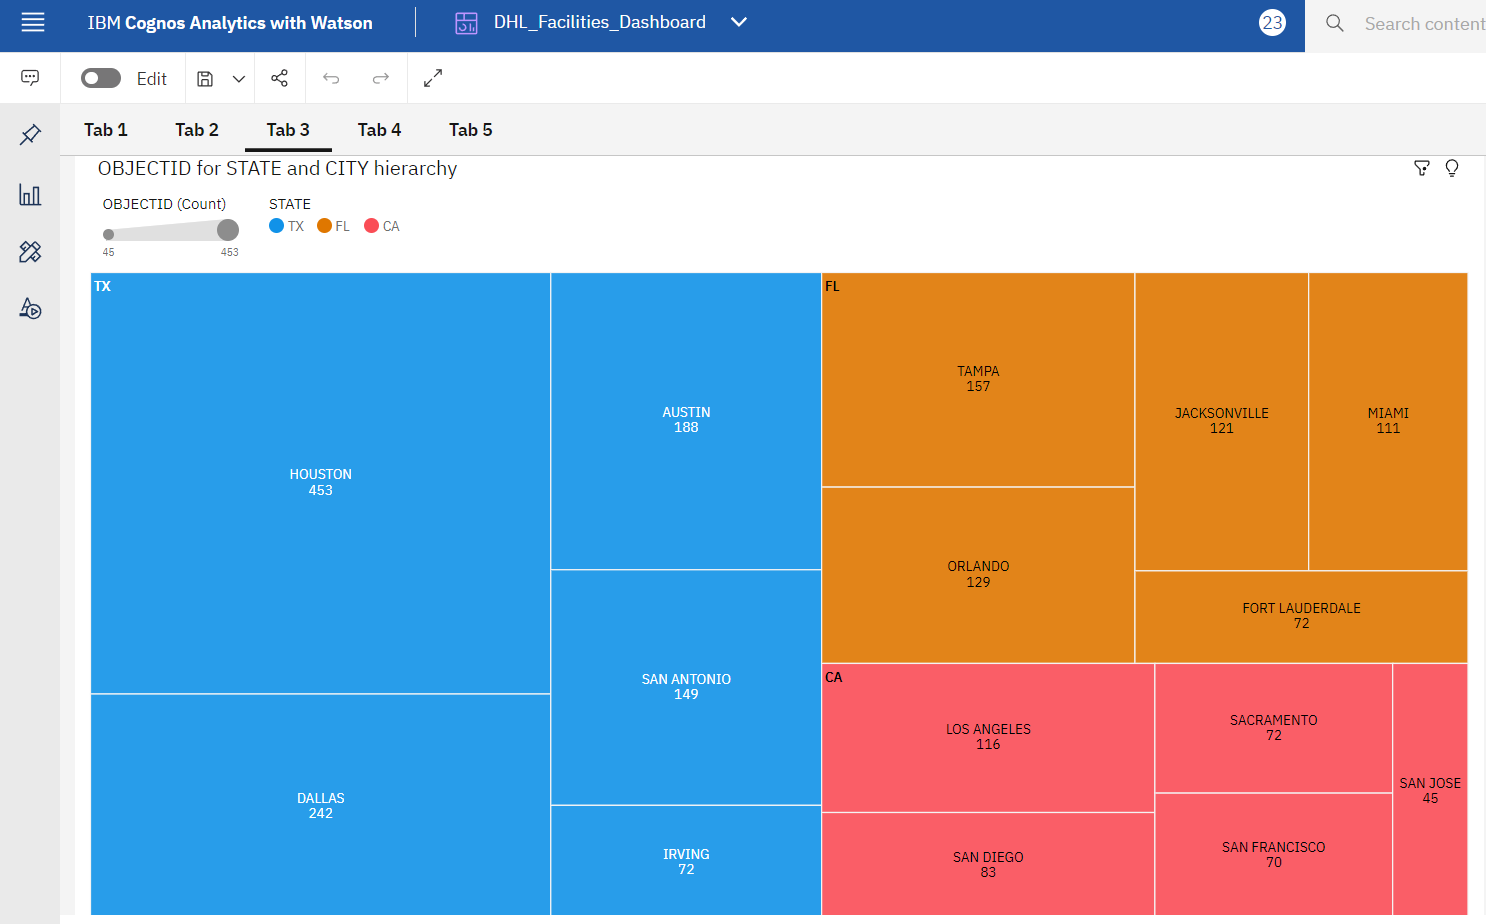 IBM Cognos Analytics with Watson
DHL_Facilities_Dashboard
23
Search content
Edit
Tab 1
Tab 2
Tab 3
Tab 4
Tab 5
OBJECTID for STATE and CITY hierarchy
OBJECTID (Count)
45
453
STATE
TX
FL
CA
TX
HOUSTON
453
DALLAS
242
AUSTIN
188
SAN ANTONIO
149
IRVING
72
FL
TAMPA
157
ORLANDO
129
JACKSONVILLE
121
MIAMI
111
FORT LAUDERDALE
72
CA
LOS ANGELES
116
SAN DIEGO
83
SACRAMENTO
72
SAN FRANCISCO
70
SAN JOSE
45